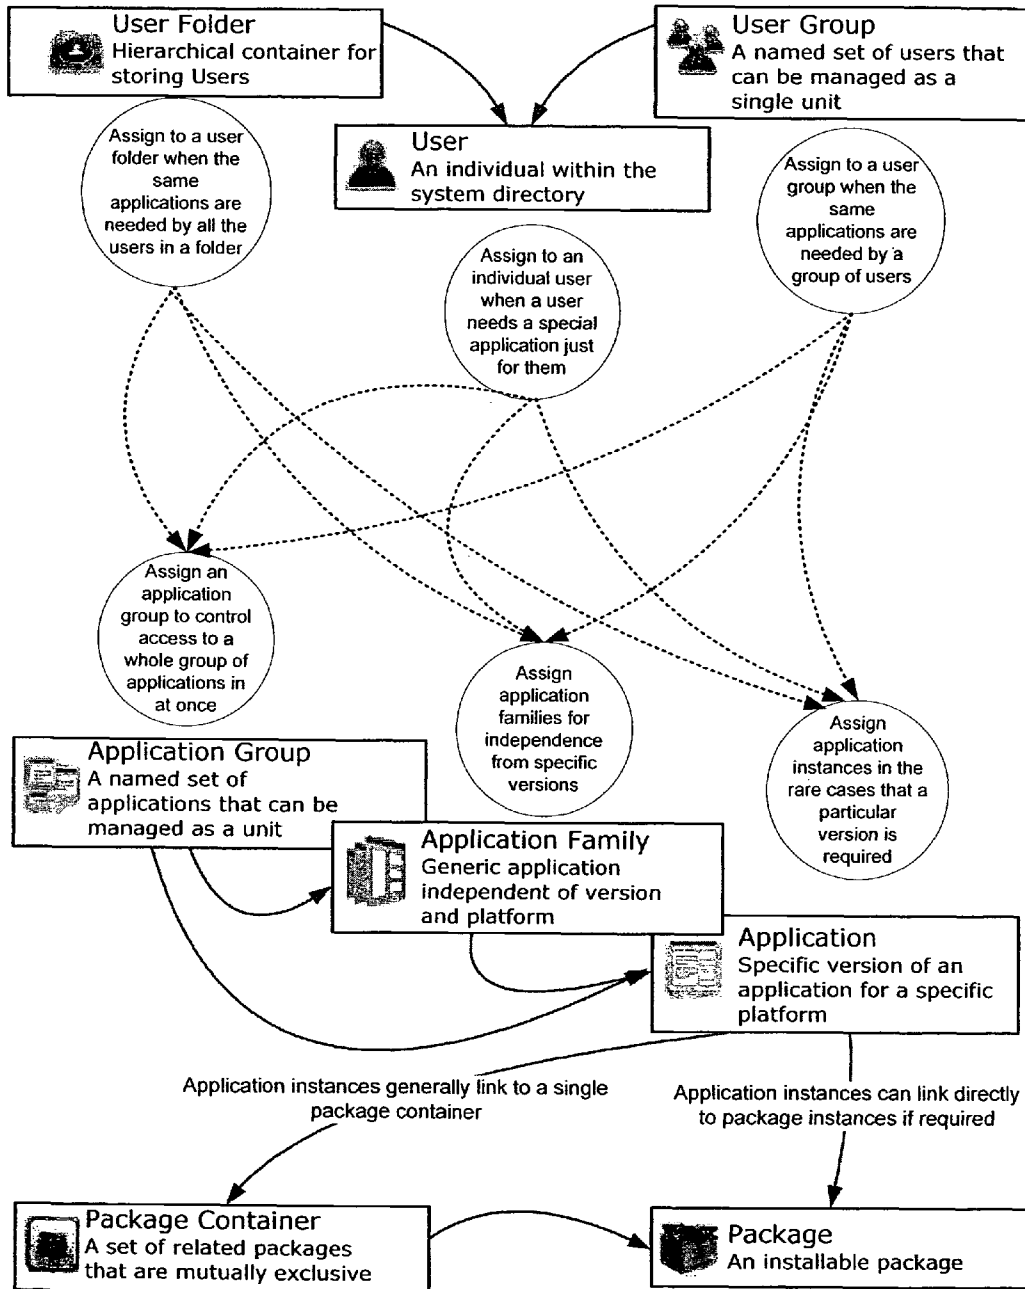 User Folder
Hierarchical container for
storing Users
User Group
A named set of users that
can be managed as a
single unit
User
An individual within the
system directory
Assign to a user
folder when the
same
applications are
needed by all the
users in a folder
Assign to an
individual user
when a user
needs a special
application just
for them
Assign to a user
group when the
same
applications are
needed by a
group of users
Assign an
application
group to control
access to a
whole group of
applications in
at once
Assign
application
families for
independence
from specific
versions
Assign
application
instances in the
rare cases that a
particular
version is
required
Application Group
A named set of
applications that can be
managed as a unit
Application Family
Generic application
independent of version
and platform
Application
Specific version of an
application for a specific
platform
Application instances generally link to a single
package container
Application instances can link directly
to package instances if required
Package Container
A set of related packages
that are mutually exclusive
Package
An installable package